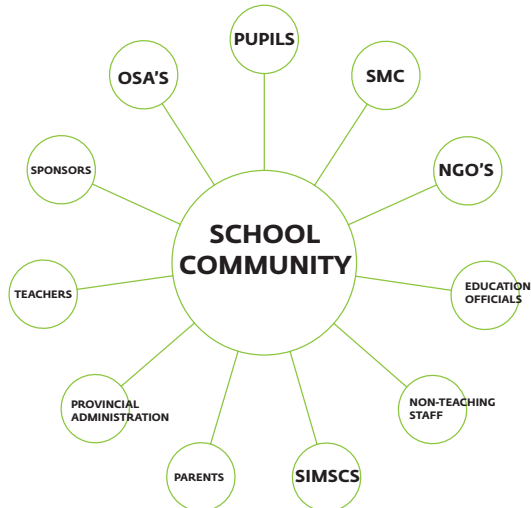 PUPILS
OSA'S
SMC
SPONSORS
NGO'S
SCHOOL
COMMUNITY
TEACHERS
EDUCATION
OFFICIALS
PROVINCIAL
ADMINISTRATION
NON-TEACHING
STAFF
PARENTS
SIMSCS